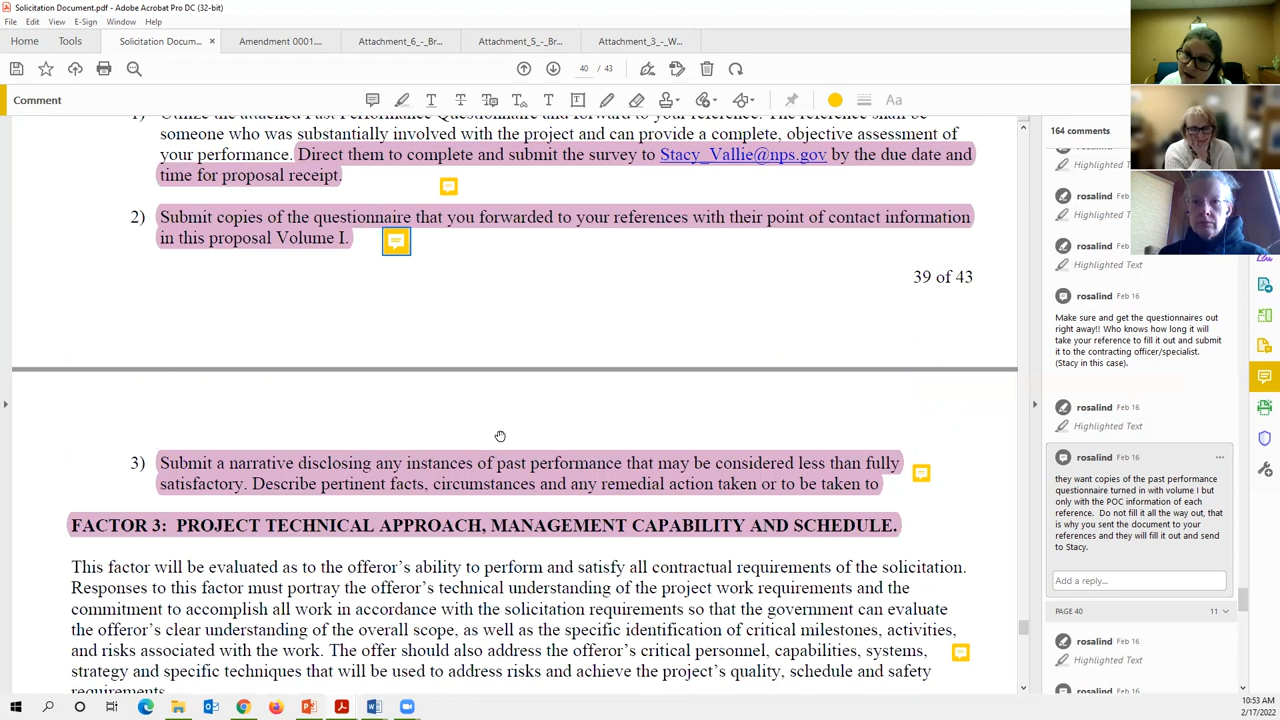 Solicitation Document.pdf - Adobe Acrobat Pro DC (32-bit)
File Edit View E-Sign Window Help
Home Tools Solicitation Docum... × Amendment 0001.... Attachment_6_-_Br... Attachment_5_-_Br... Attachment_3_-_W...
40 / 43
Comment
Aa
164 comments
someone who was substantially involved with the project and can provide a complete, objective assessment of
your performance. Direct them to complete and submit the survey to Stacy_Vallie@nps.gov by the due date and
time for proposal receipt.
2) Submit copies of the questionnaire that you forwarded to your references with their point of contact information
in this proposal Volume I.
39 of 43
3) Submit a narrative disclosing any instances of past performance that may be considered less than fully
satisfactory. Describe pertinent facts, circumstances and any remedial action taken or to be taken to
FACTOR 3: PROJECT TECHNICAL APPROACH, MANAGEMENT CAPABILITY AND SCHEDULE.
This factor will be evaluated as to the offeror's ability to perform and satisfy all contractual requirements of the solicitation.
Responses to this factor must portray the offeror's technical understanding of the project work requirements and the
commitment to accomplish all work in accordance with the solicitation requirements so that the government can evaluate
the offeror's clear understanding of the overall scope, as well as the specific identification of critical milestones, activities,
and risks associated with the work. The offer should also address the offeror's critical personnel, capabilities, systems,
strategy and specific techniques that will be used to address risks and achieve the project's quality, schedule and safety
requirements.
Highlighted Text
rosalind Feb
Highlighted Text
rosalind Feb
Highlighted Text
rosalind Feb 16
Make sure and get the questionnaires out
right away!! Who knows how long it will
take your reference to fill it out and submit
it to the contracting officer/specialist.
(Stacy in this case).
rosalind Feb 16
Highlighted Text
rosalind Feb 16 ...
they want copies of the past performance
questionnaire turned in with volume I but
only with the POC information of each
reference. Do not fill it all the way out, that
is why you sent the document to your
references and they will fill it out and send
to Stacy.
Add a reply...
PAGE 40 11
rosalind Feb 16
Highlighted Text
rosalind Feb 16
10:53 AM
2/17/2022